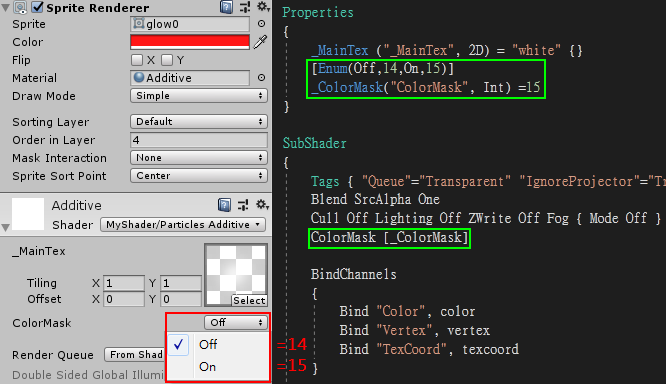 Sprite Renderer
Sprite glow0
Color
Flip X Y
Material Additive
Draw Mode Simple
Sorting Layer Default
Order in Layer 4
Mask Interaction None
Sprite Sort Point Center
Additive
Shader MyShader/Particles Additive
_MainTex
Tiling X 1 Y 1
Offset X 0 Y 0
Select
ColorMask Off
Off =14
On =15
Render Queue From Shad
Double Sided Global Illumi
Properties
{
_MainTex ("_MainTex", 2D) = "white" {}
[Enum(Off,14,On,15)]
_ColorMask("ColorMask", Int) =15
}
SubShader
{
Tags { "Queue"="Transparent" "IgnoreProjector"="Tr
Blend SrcAlpha One
Cull Off Lighting Off ZWrite Off Fog { Mode Off }
ColorMask [_ColorMask]
BindChannels
{
Bind "Color", color
Bind "Vertex", vertex
Bind "TexCoord", texcoord
}